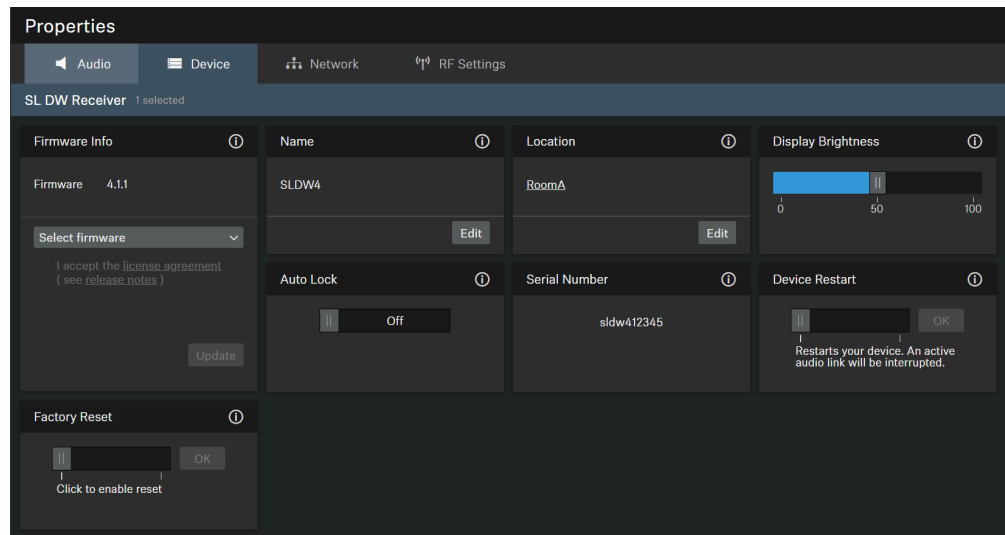 Properties
Audio
Device
Network
RF Settings
SL DW Receiver 1 selected
Firmware Info
Firmware 4.1.1
Select firmware
I accept the license agreement
( see release notes )
Update
Name
SLDW4
Edit
Location
RoomA
Edit
Display Brightness
0 50 100
Auto Lock
Off
Serial Number
sldw412345
Device Restart
OK
Restarts your device. An active
audio link will be interrupted.
Factory Reset
OK
Click to enable reset